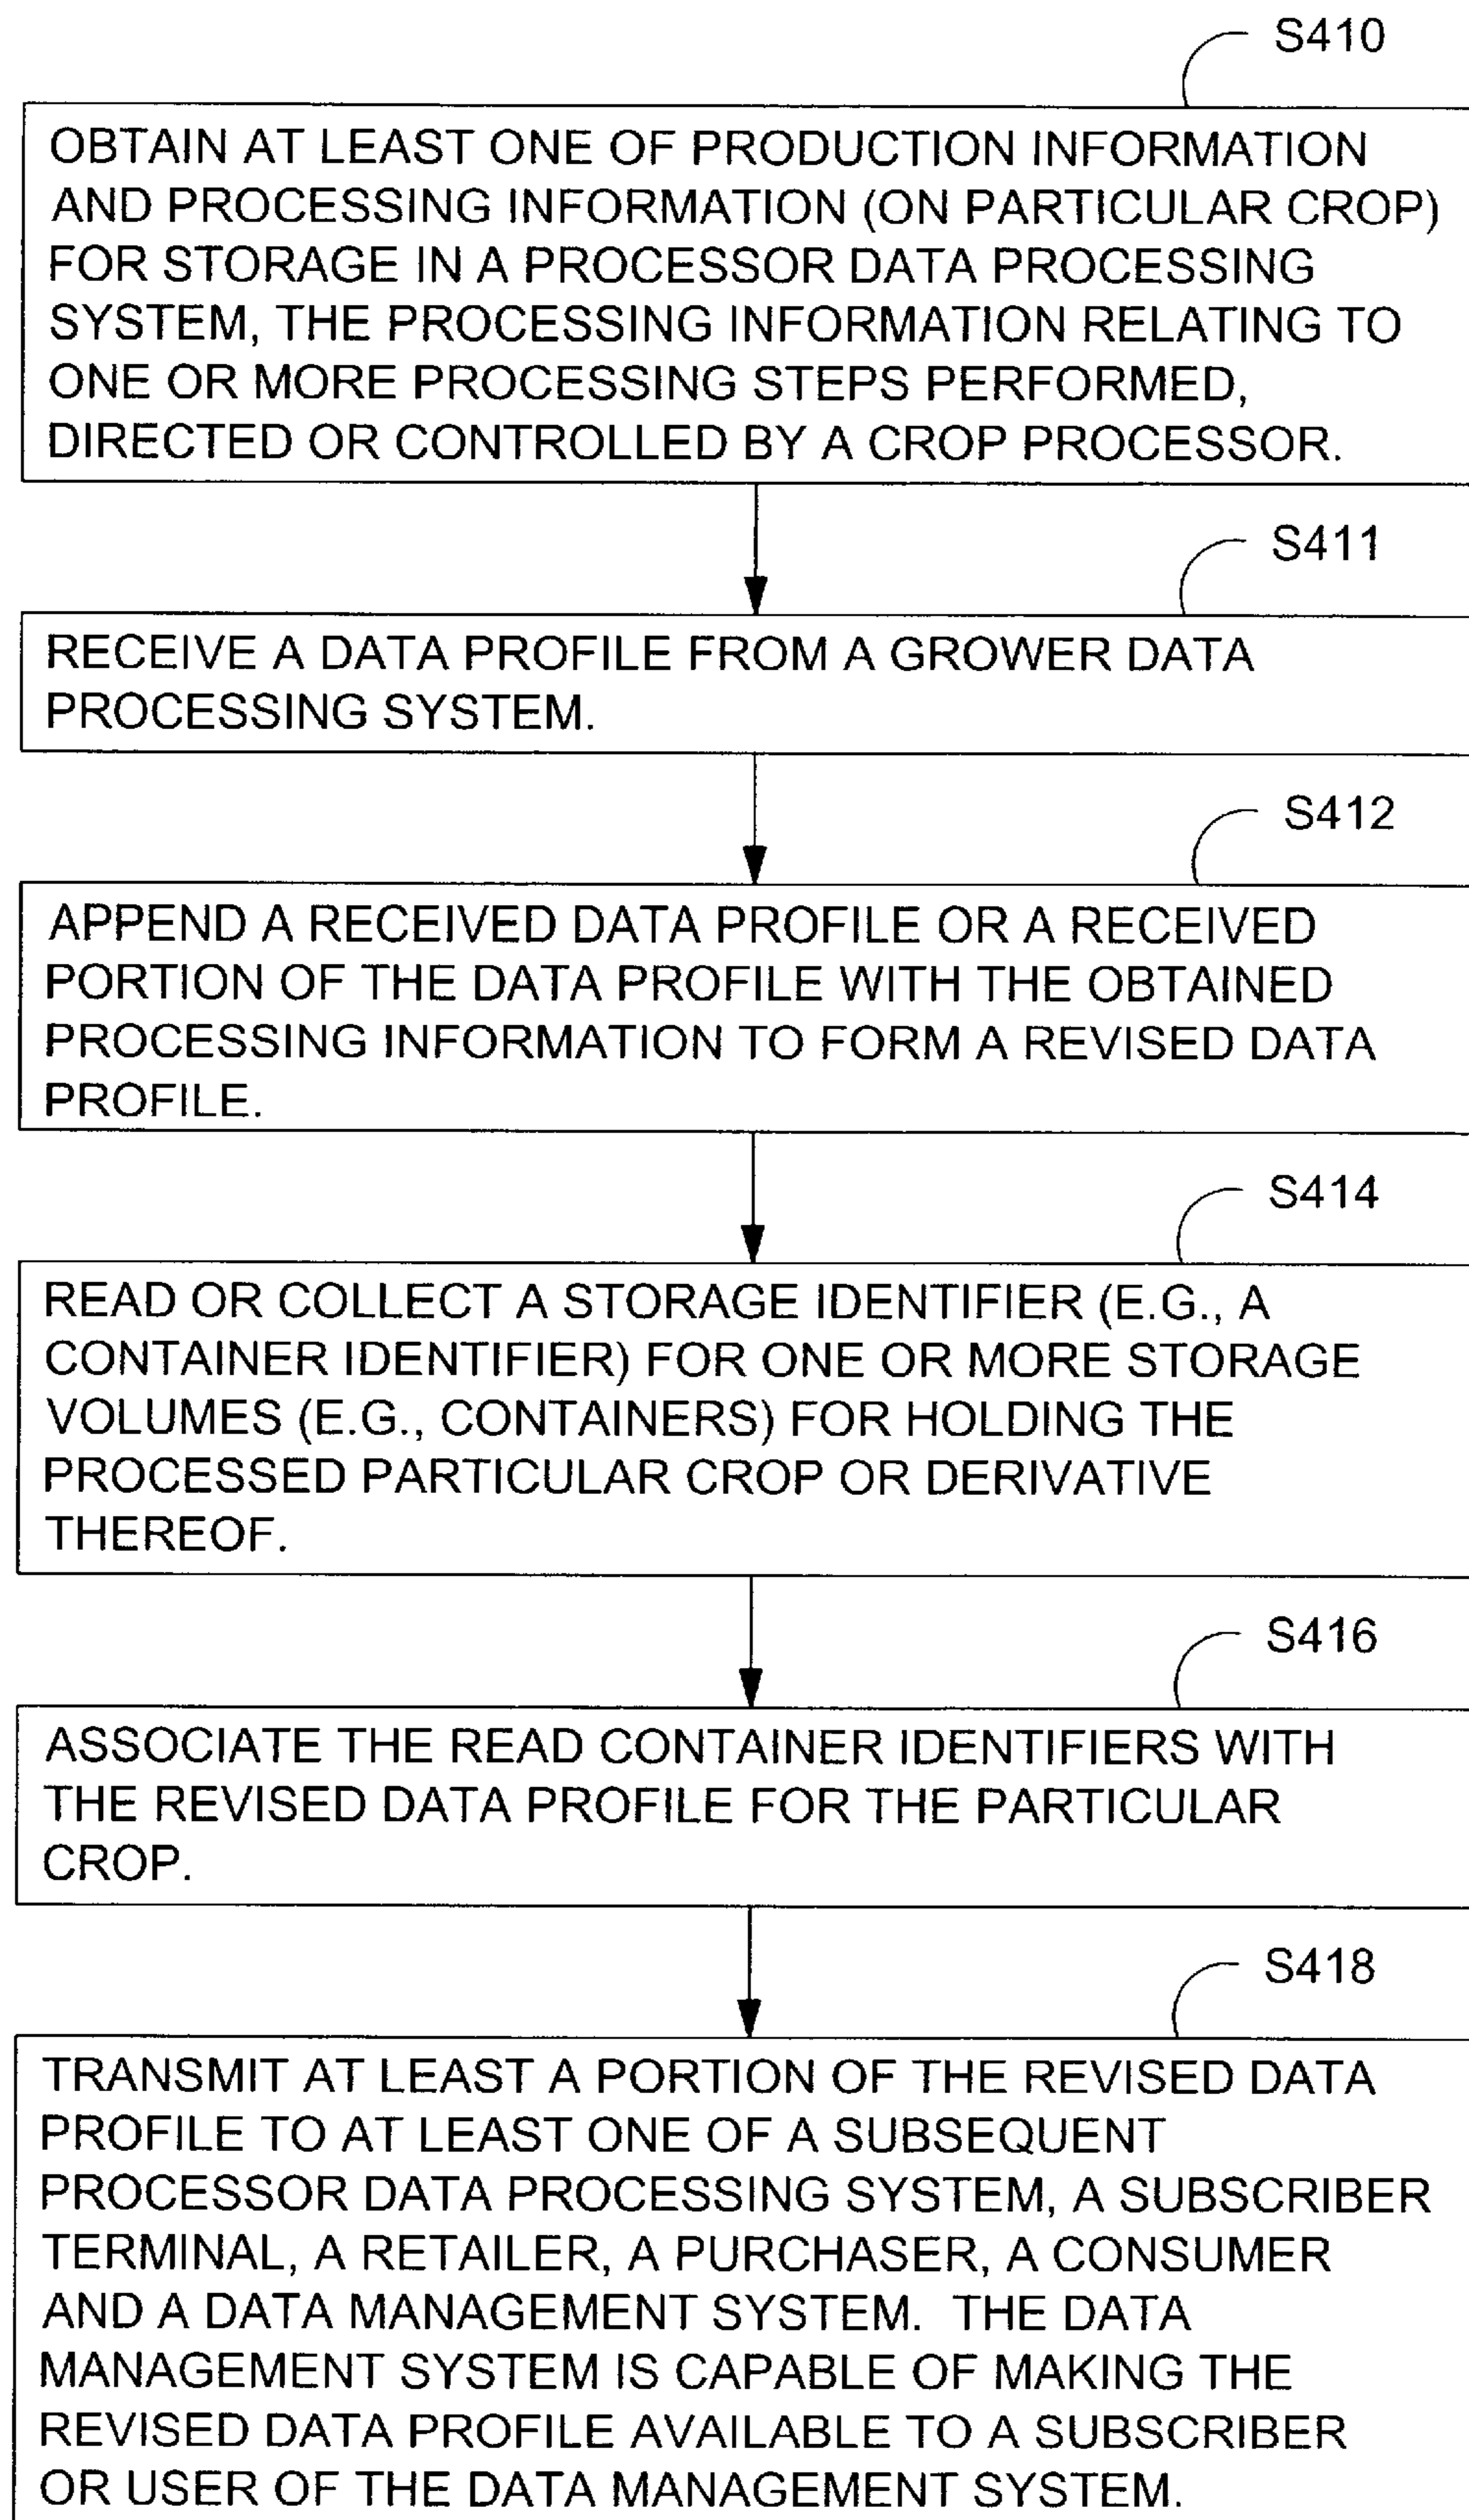 S410
OBTAIN AT LEAST ONE OF PRODUCTION INFORMATION
AND PROCESSING INFORMATION (ON PARTICULAR CROP)
FOR STORAGE IN A PROCESSOR DATA PROCESSING
SYSTEM, THE PROCESSING INFORMATION RELATING TO
ONE OR MORE PROCESSING STEPS PERFORMED,
DIRECTED OR CONTROLLED BY A CROP PROCESSOR.
S411
RECEIVE A DATA PROFILE FROM A GROWER DATA
PROCESSING SYSTEM.
S412
APPEND A RECEIVED DATA PROFILE OR A RECEIVED
PORTION OF THE DATA PROFILE WITH THE OBTAINED
PROCESSING INFORMATION TO FORM A REVISED DATA
PROFILE.
S414
READ OR COLLECT A STORAGE IDENTIFIER (E.G., A
CONTAINER IDENTIFIER) FOR ONE OR MORE STORAGE
VOLUMES (E.G., CONTAINERS) FOR HOLDING THE
PROCESSED PARTICULAR CROP OR DERIVATIVE
THEREOF.
S416
ASSOCIATE THE READ CONTAINER IDENTIFIERS WITH
THE REVISED DATA PROFILE FOR THE PARTICULAR
CROP.
S418
TRANSMIT AT LEAST A PORTION OF THE REVISED DATA
PROFILE TO AT LEAST ONE OF A SUBSEQUENT
PROCESSOR DATA PROCESSING SYSTEM, A SUBSCRIBER
TERMINAL, A RETAILER, A PURCHASER, A CONSUMER
AND A DATA MANAGEMENT SYSTEM.  THE DATA
MANAGEMENT SYSTEM IS CAPABLE OF MAKING THE
REVISED DATA PROFILE AVAILABLE TO A SUBSCRIBER
OR USER OF THE DATA MANAGEMENT SYSTEM.